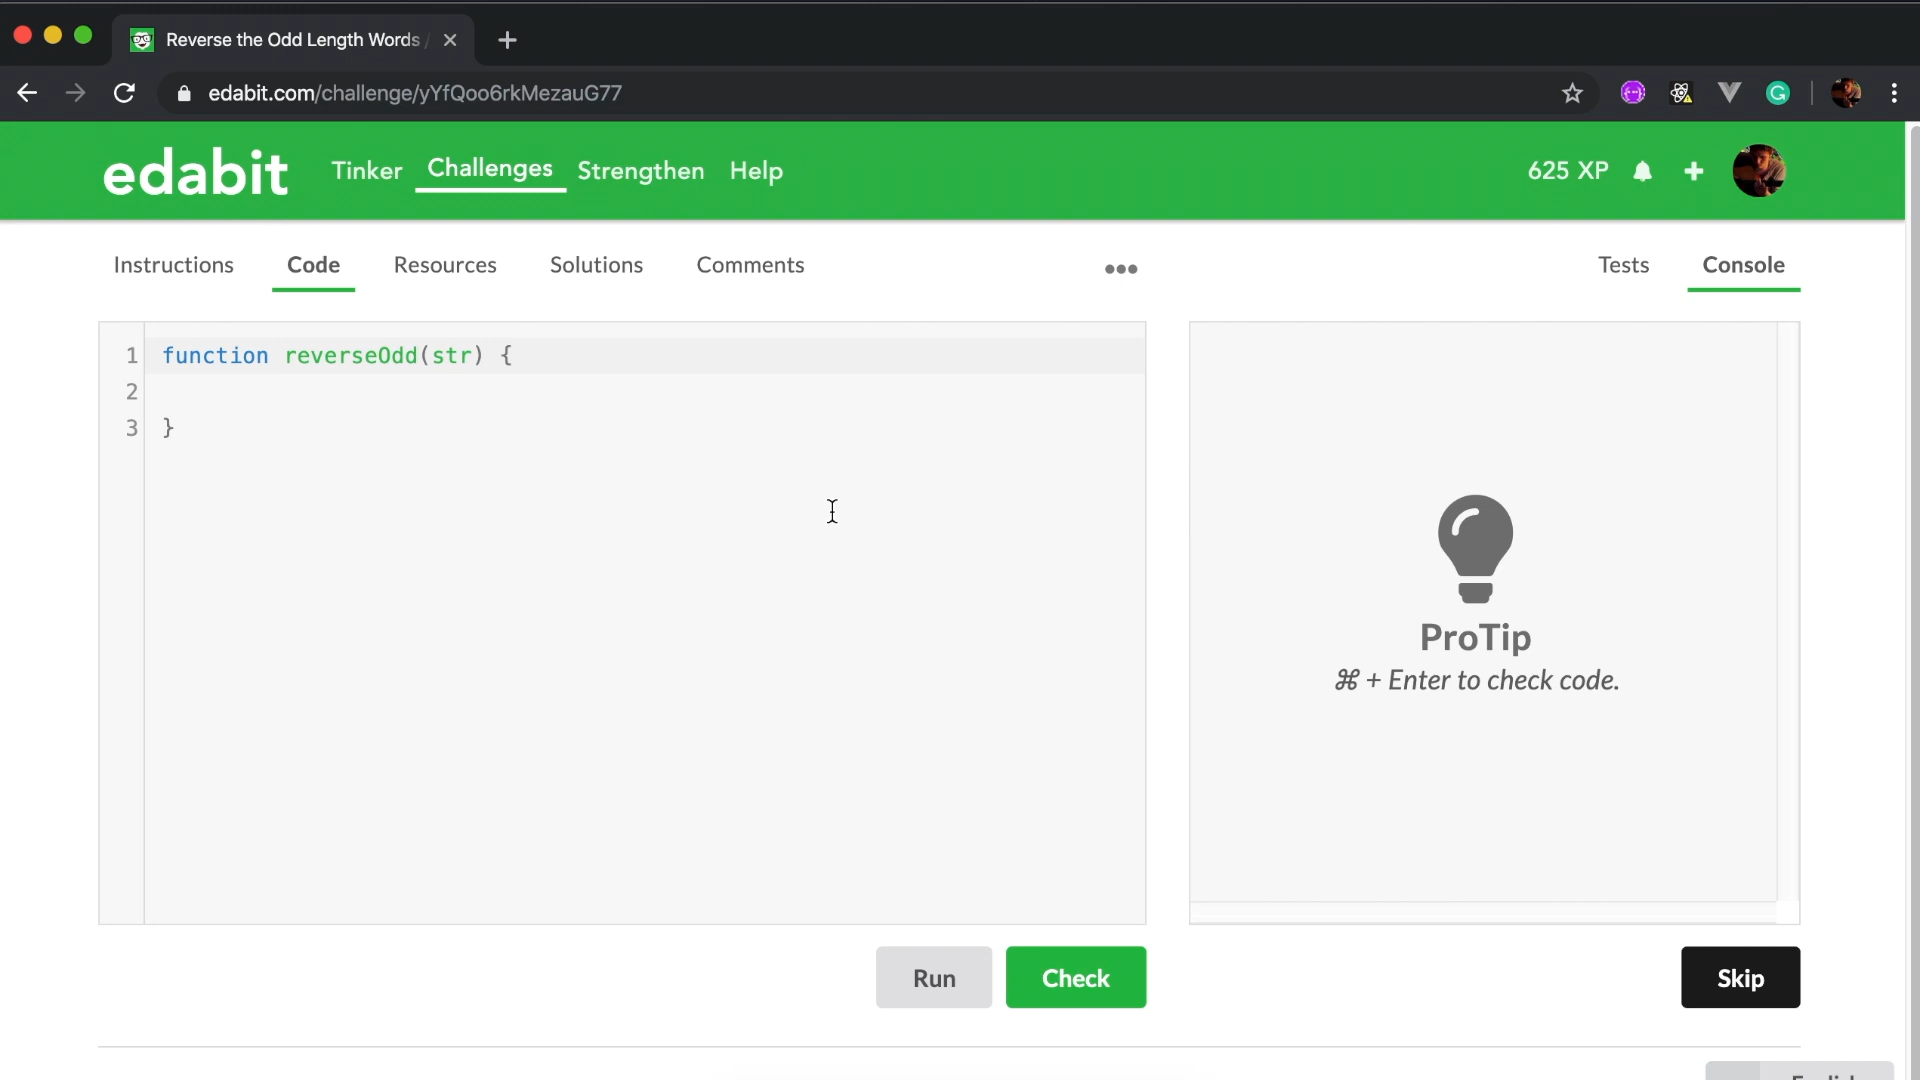 Reverse the Odd Length Words /
edabit.com/challenge/yYfQoo6rkMezauG77
edabit Tinker Challenges Strengthen Help 625 XP
Instructions Code Resources Solutions Comments ••• Tests Console
1 function reverseOdd(str) {
2
3 }
ProTip
⌘ + Enter to check code.
Run Check Skip